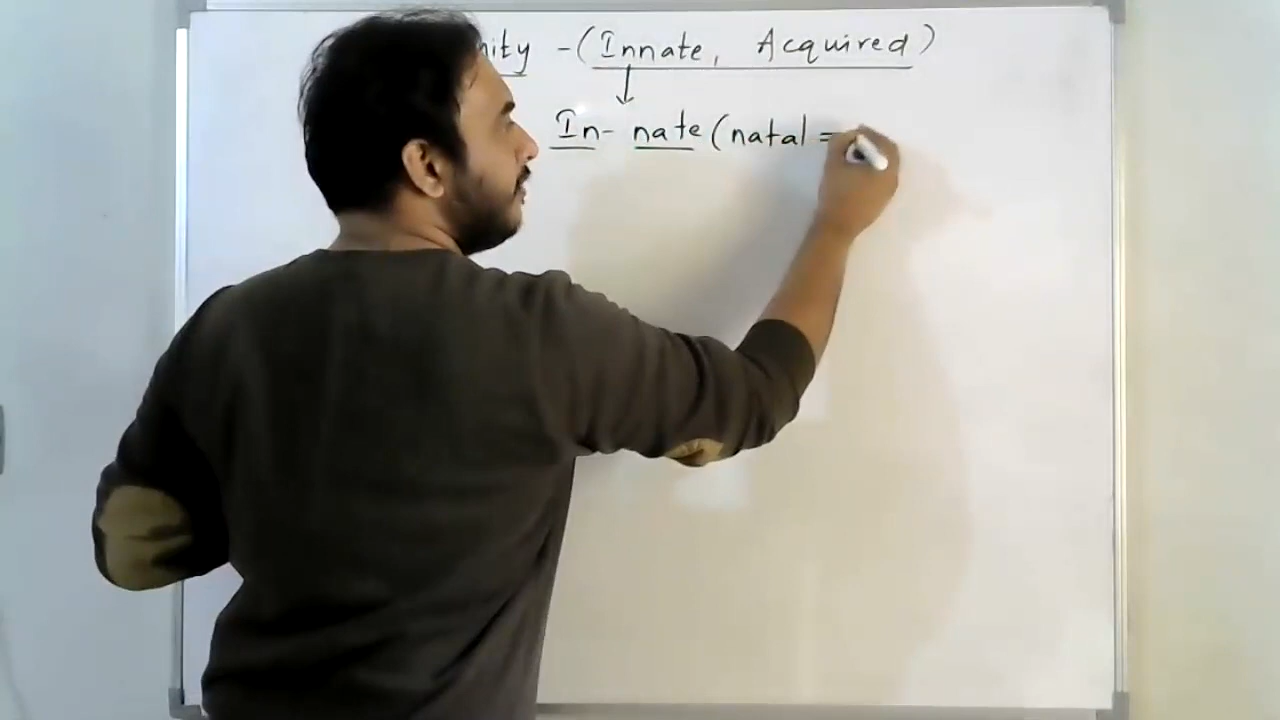 nity - (Innate, Acquired)
In- nate (natal =